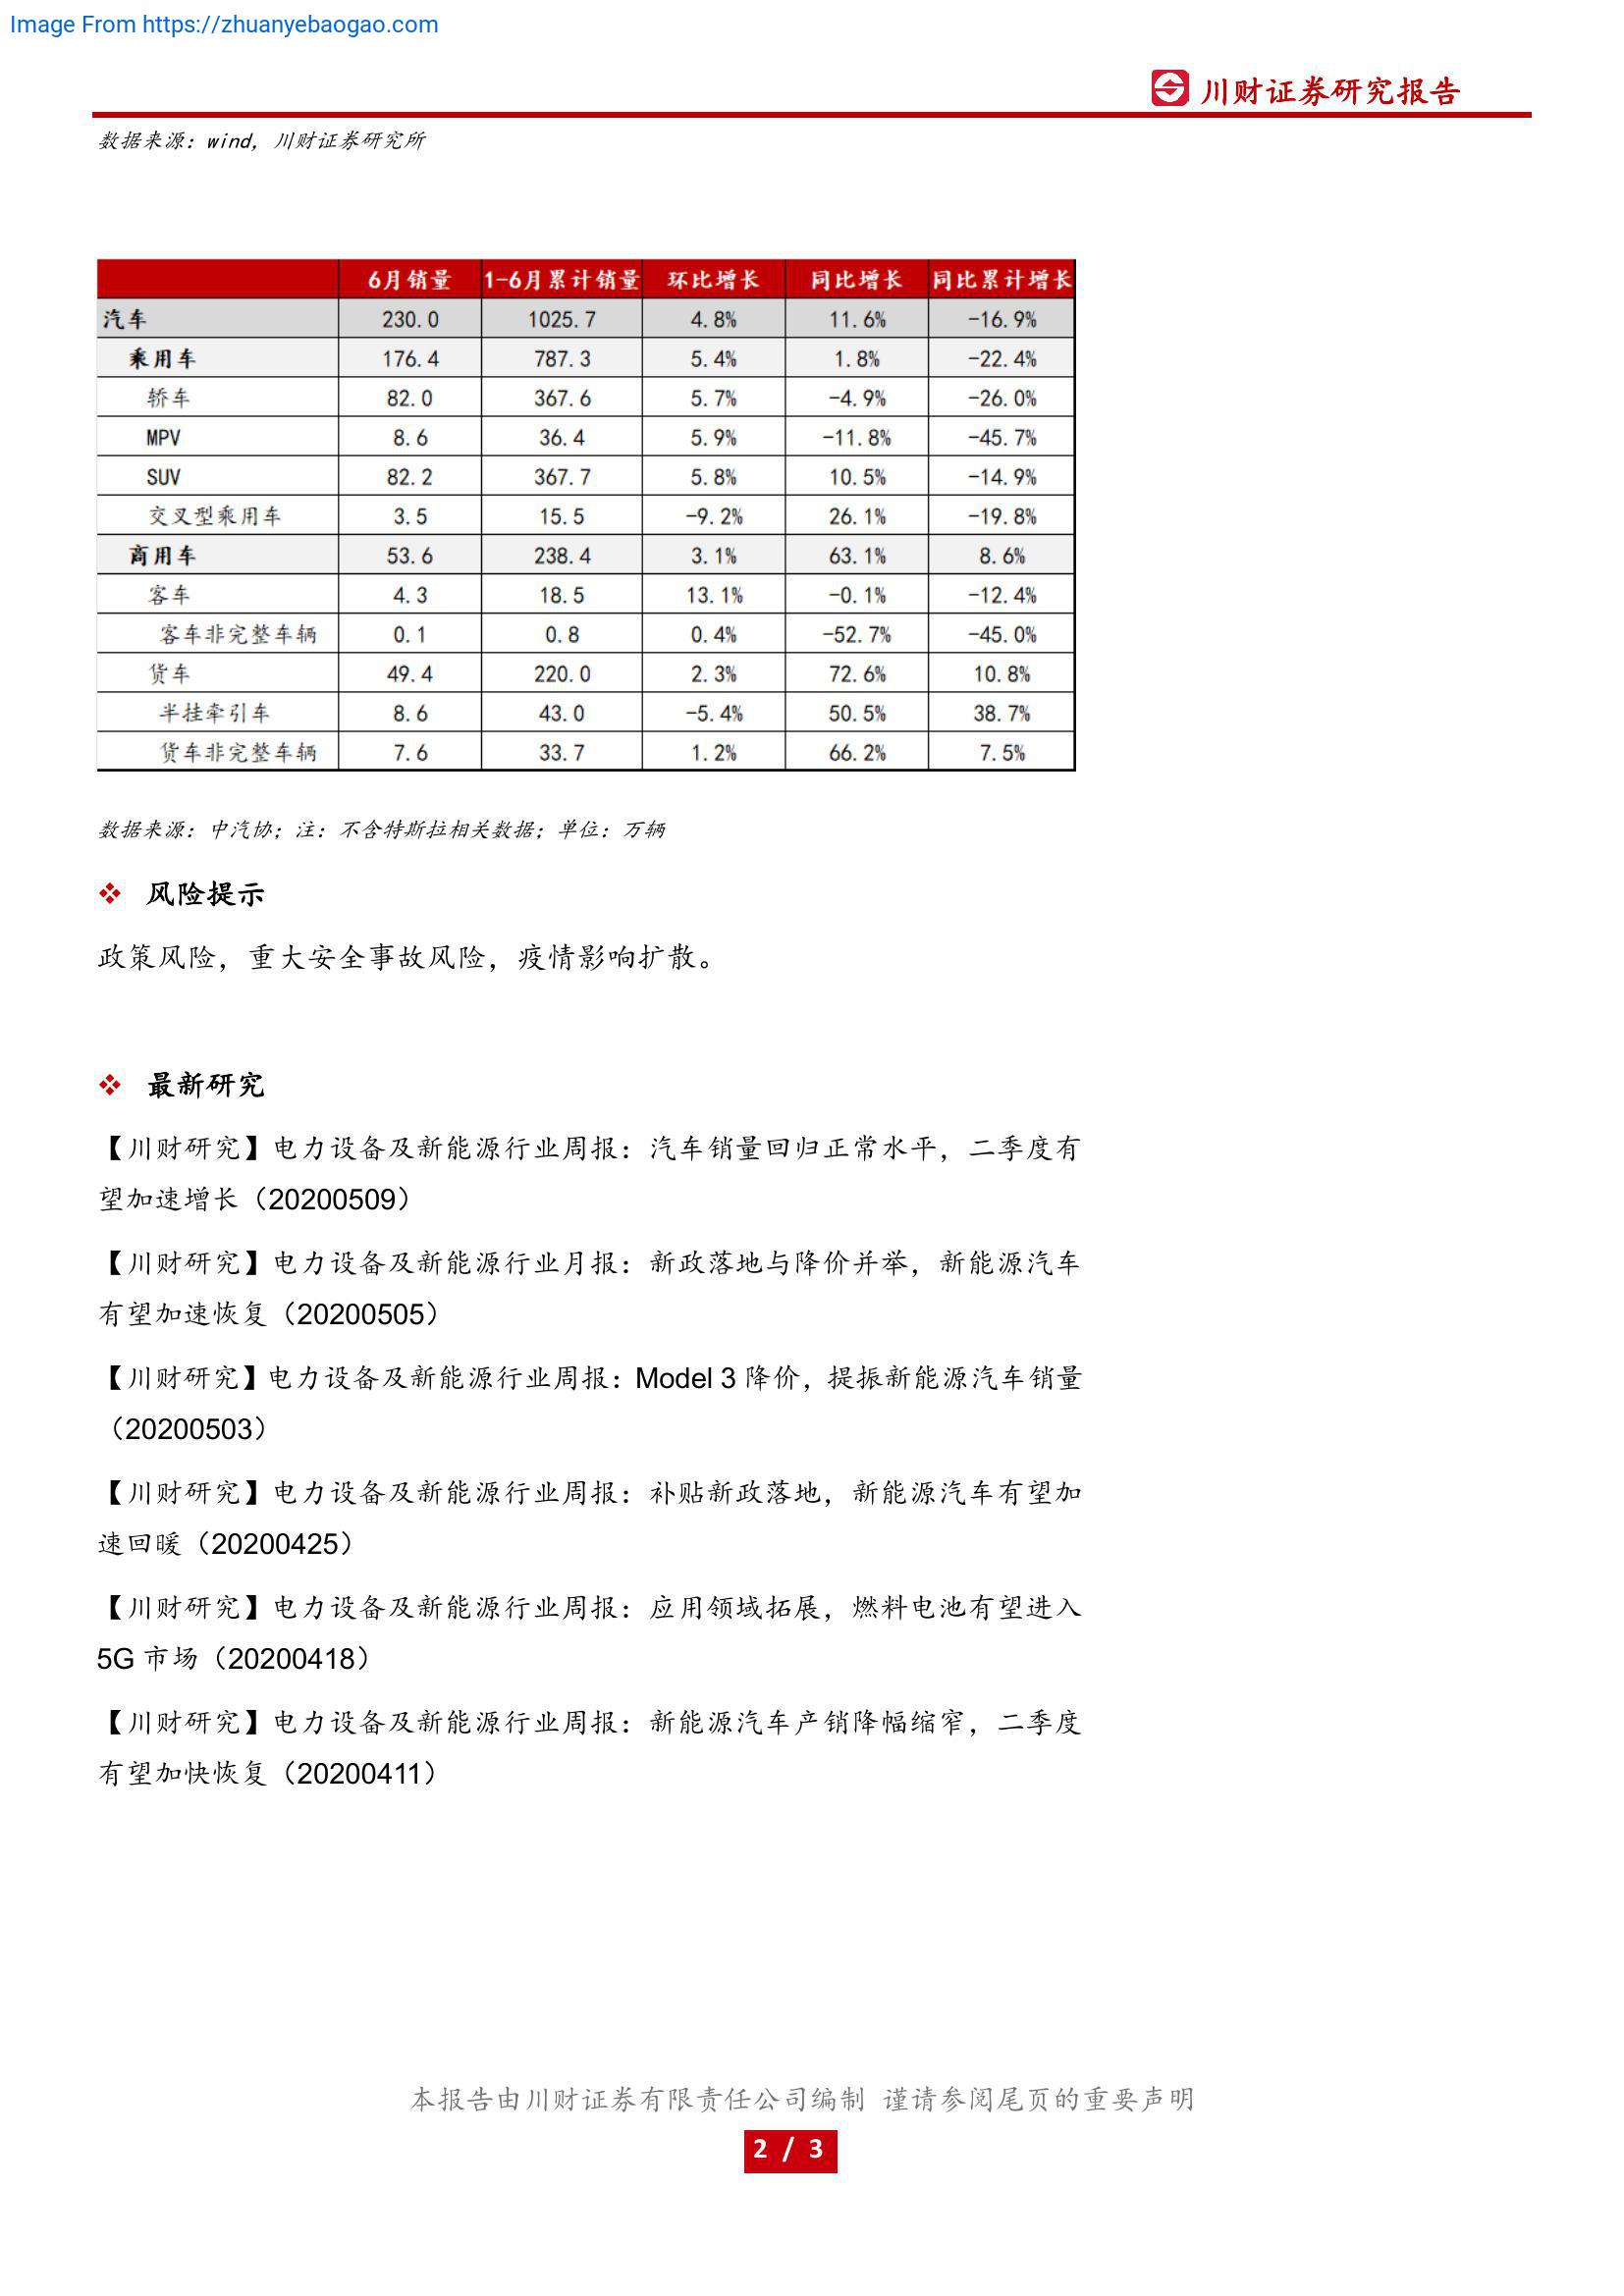 Image From https://zhuanyebaogao.com
川财证券研究报告
数据来源：wind，川财证券研究所
6月销量 1-6月累计销量 环比增长 同比增长 同比累计增长
汽车 230.0 1025.7 4.8% 11.6% -16.9%
乘用车 176.4 787.3 5.4% 1.8% -22.4%
轿车 82.0 367.6 5.7% -4.9% -26.0%
MPV 8.6 36.4 5.9% -11.8% -45.7%
SUV 82.2 367.7 5.8% 10.5% -14.9%
交叉型乘用车 3.5 15.5 -9.2% 26.1% -19.8%
商用车 53.6 238.4 3.1% 63.1% 8.6%
客车 4.3 18.5 13.1% -0.1% -12.4%
客车非完整车辆 0.1 0.8 0.4% -52.7% -45.0%
货车 49.4 220.0 2.3% 72.6% 10.8%
半挂牵引车 8.6 43.0 -5.4% 50.5% 38.7%
货车非完整车辆 7.6 33.7 1.2% 66.2% 7.5%
数据来源：中汽协；注：不含特斯拉相关数据；单位：万辆
❖ 风险提示
政策风险，重大安全事故风险，疫情影响扩散。
❖ 最新研究
【川财研究】电力设备及新能源行业周报：汽车销量回归正常水平，二季度有
望加速增长（20200509）
【川财研究】电力设备及新能源行业月报：新政落地与降价并举，新能源汽车
有望加速恢复（20200505）
【川财研究】电力设备及新能源行业周报：Model 3 降价，提振新能源汽车销量
（20200503）
【川财研究】电力设备及新能源行业周报：补贴新政落地，新能源汽车有望加
速回暖（20200425）
【川财研究】电力设备及新能源行业周报：应用领域拓展，燃料电池有望进入
5G 市场（20200418）
【川财研究】电力设备及新能源行业周报：新能源汽车产销降幅缩窄，二季度
有望加快恢复（20200411）
本报告由川财证券有限责任公司编制 谨请参阅尾页的重要声明
2 / 3